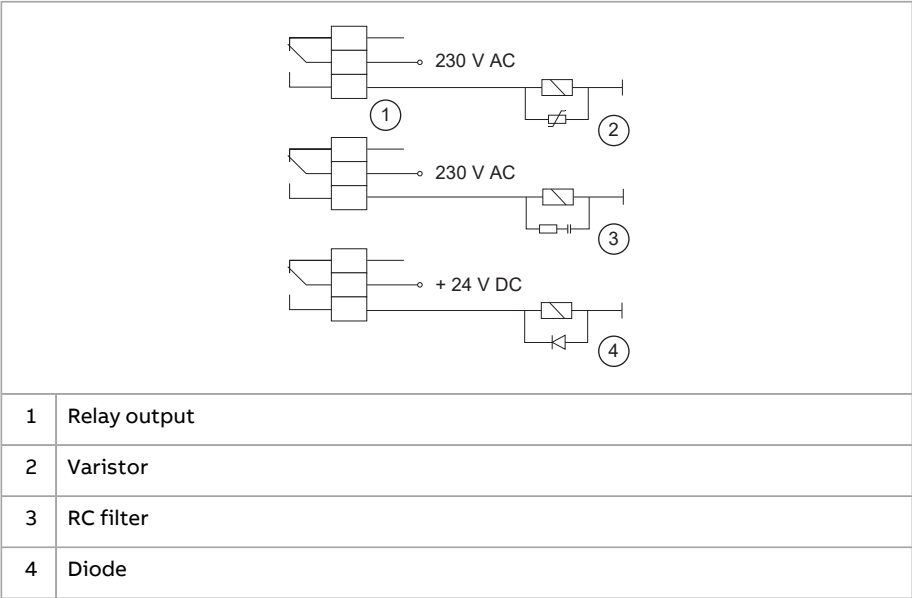 230 V AC
1
2
230 V AC
3
+ 24 V DC
4
1 Relay output
2 Varistor
3 RC filter
4 Diode